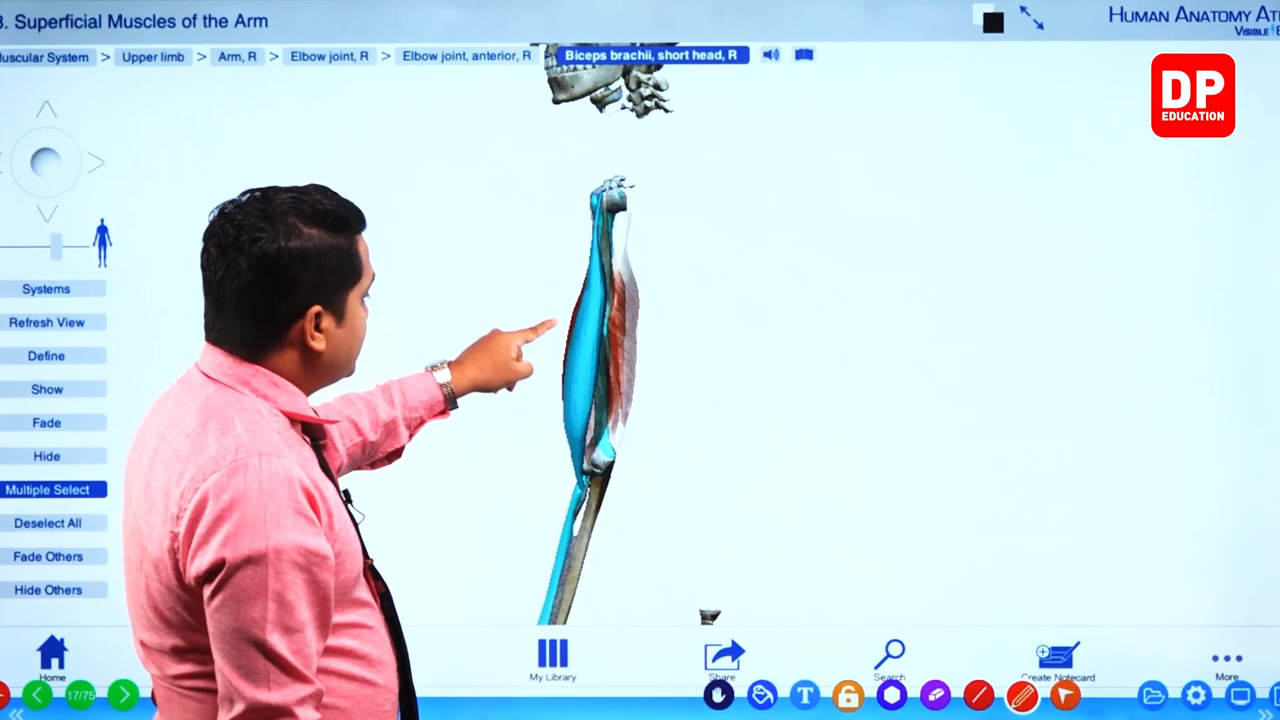 3. Superficial Muscles of the Arm
HUMAN ANATOMY
VISIBLE
uscular System > Upper limb > Arm, R > Elbow joint, R > Elbow joint, anterior, R
Biceps brachii, short head, R
DP
EDUCATION
Systems
Refresh View
Define
Show
Fade
Hide
Multiple Select
Deselect All
Fade Others
Hide Others
Home
My Library
Share
Search
Create Notecard
More
17/75
T